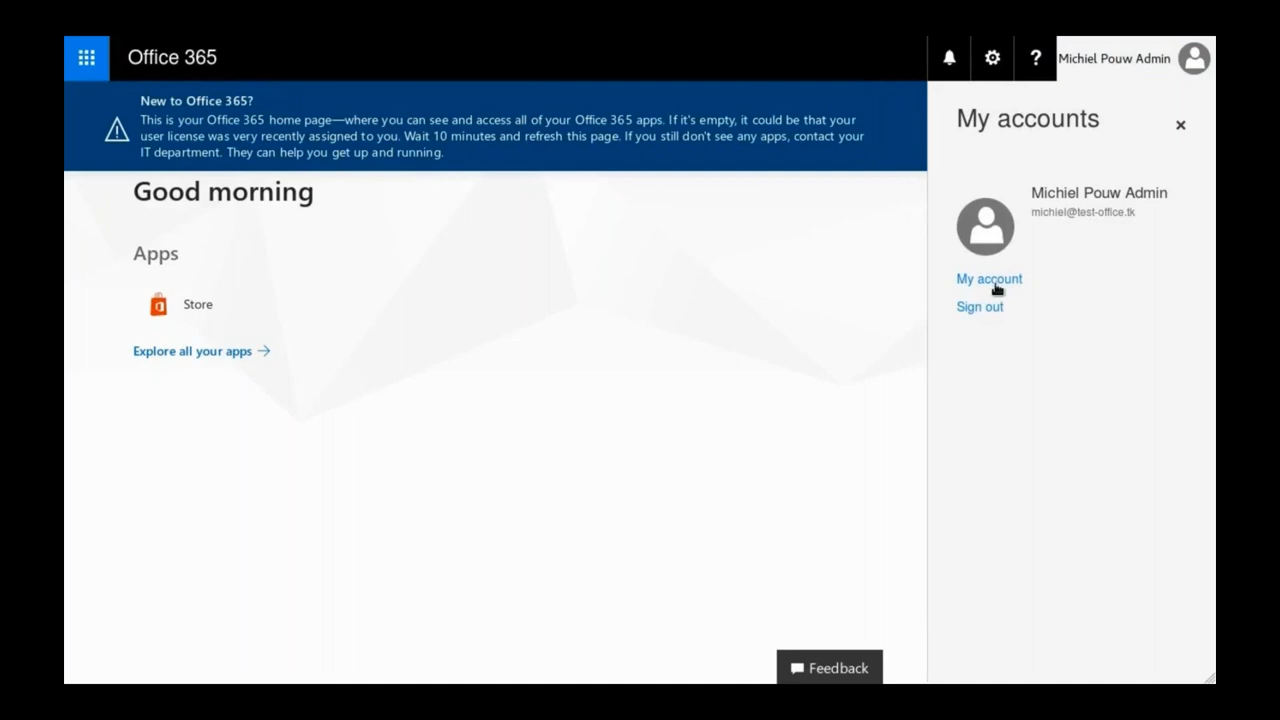 Office 365
?
Michiel Pouw Admin
New to Office 365?
This is your Office 365 home page—where you can see and access all of your Office 365 apps. If it's empty, it could be that your
user license was very recently assigned to you. Wait 10 minutes and refresh this page. If you still don't see any apps, contact your
IT department. They can help you get up and running.
Good morning
Apps
Store
Explore all your apps
My accounts
Michiel Pouw Admin
michiel@test-office.tk
My account
Sign out
Feedback